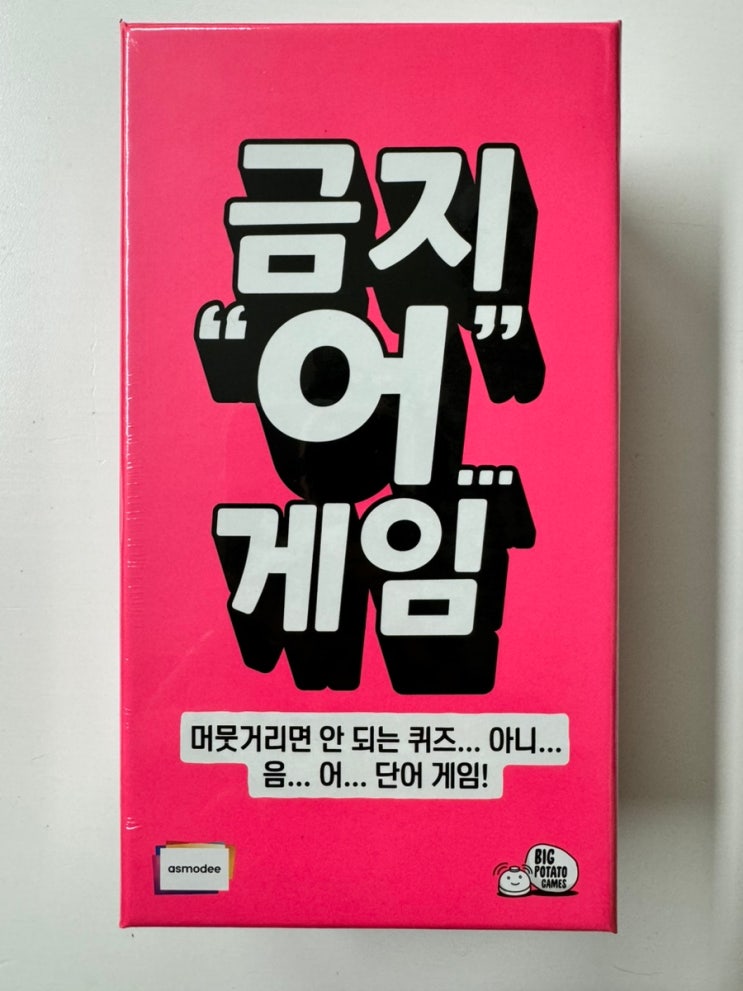 금지
“어”...
게임
머뭇거리면 안 되는 퀴즈... 아니...
음... 어... 단어 게임!
asmodee
BIG
POTATO
GAMES